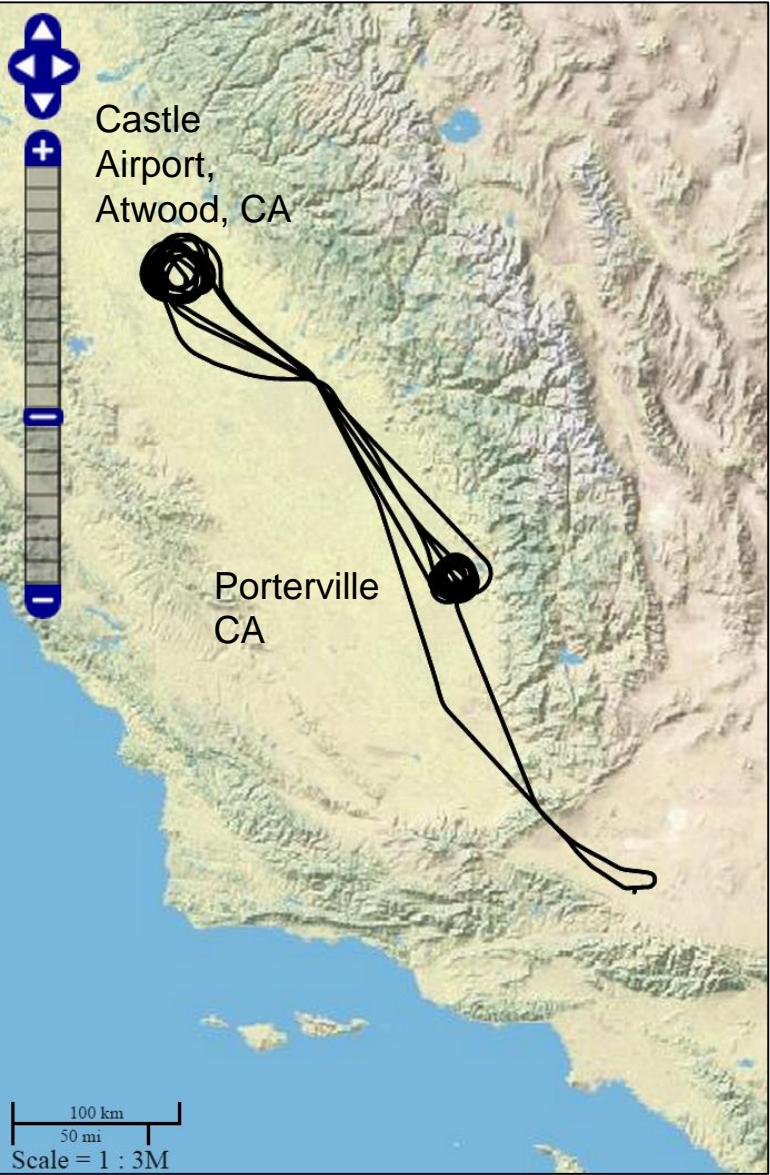 Castle
Airport,
Atwood, CA
Porterville
CA
100 km
50 mi
Scale = 1 : 3M